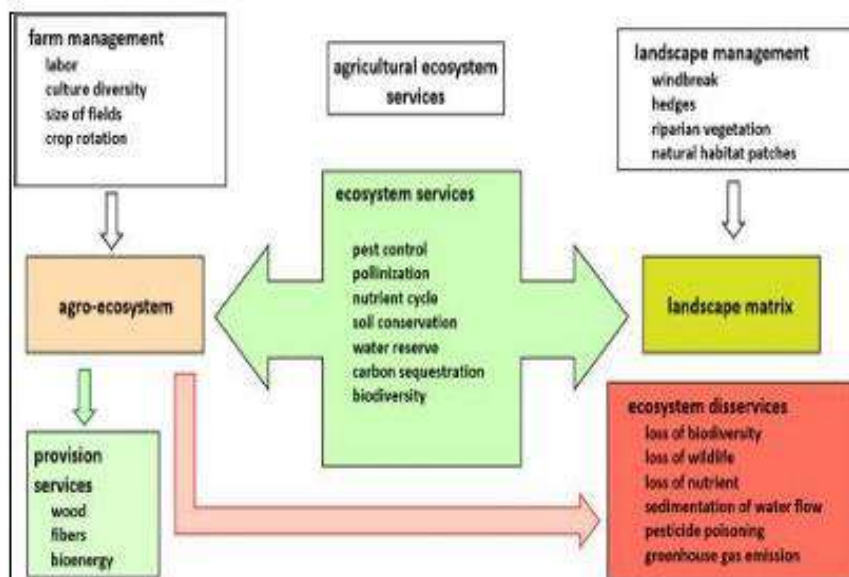 farm management
labor
culture diversity
size of fields
crop rotation
agricultural ecosystem
services
landscape management
windbreak
hedges
riparian vegetation
natural habitat patches
ecosystem services
pest control
pollinization
nutrient cycle
soil conservation
water reserve
carbon sequestration
biodiversity
agro-ecosystem
landscape matrix
provision
services
wood
fibers
bioenergy
ecosystem disservices
loss of biodiversity
loss of wildlife
loss of nutrient
sedimentation of water flow
pesticide poisoning
greenhouse gas emission